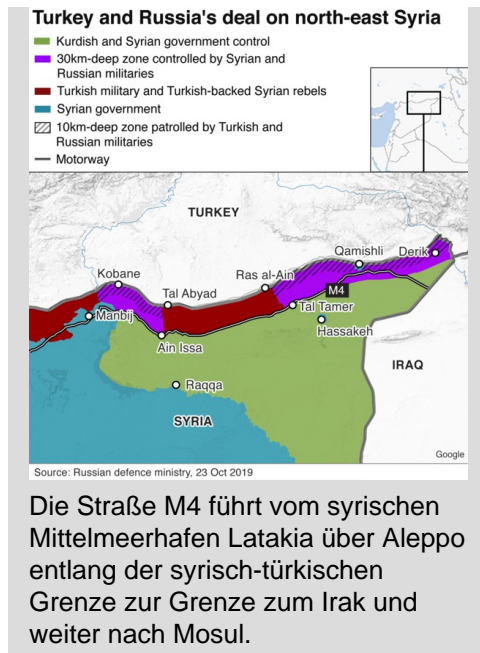 Turkey and Russia's deal on north-east Syria
Kurdish and Syrian government control
30km-deep zone controlled by Syrian and
Russian militaries
Turkish military and Turkish-backed Syrian rebels
Syrian government
10km-deep zone patrolled by Turkish and
Russian militaries
Motorway
TURKEY
Qamishli
Derik
Kobane
Ras al-Ain
Tal Abyad
M4
Manbij
Tal Tamer
Hassakeh
Ain Issa
IRAQ
Raqqa
SYRIA
Google
Source: Russian defence ministry, 23 Oct 2019
Die Straße M4 führt vom syrischen
Mittelmeerhafen Latakia über Aleppo
entlang der syrisch-türkischen
Grenze zur Grenze zum Irak und
weiter nach Mosul.